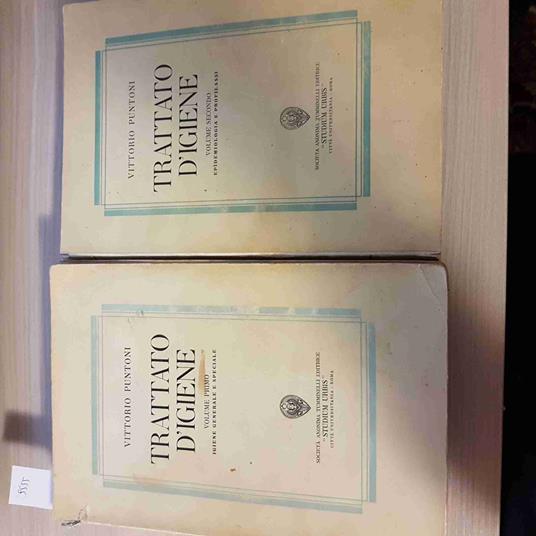 VITTORIO PUNTONI
TRATTATO
D'IGIENE
VOLUME SECONDO
EPIDEMIOLOGIA E PROFILASSI
SOCIETÀ ANONIMA TUMMINELLI EDITRICE
"STUDIUM URBIS"
CITTÀ UNIVERSITARIA - ROMA
VITTORIO PUNTONI
TRATTATO
D'IGIENE
VOLUME PRIMO
IGIENE GENERALE E SPECIALE
SOCIETÀ ANONIMA TUMMINELLI EDITRICE
"STUDIUM URBIS"
CITTÀ UNIVERSITARIA - ROMA